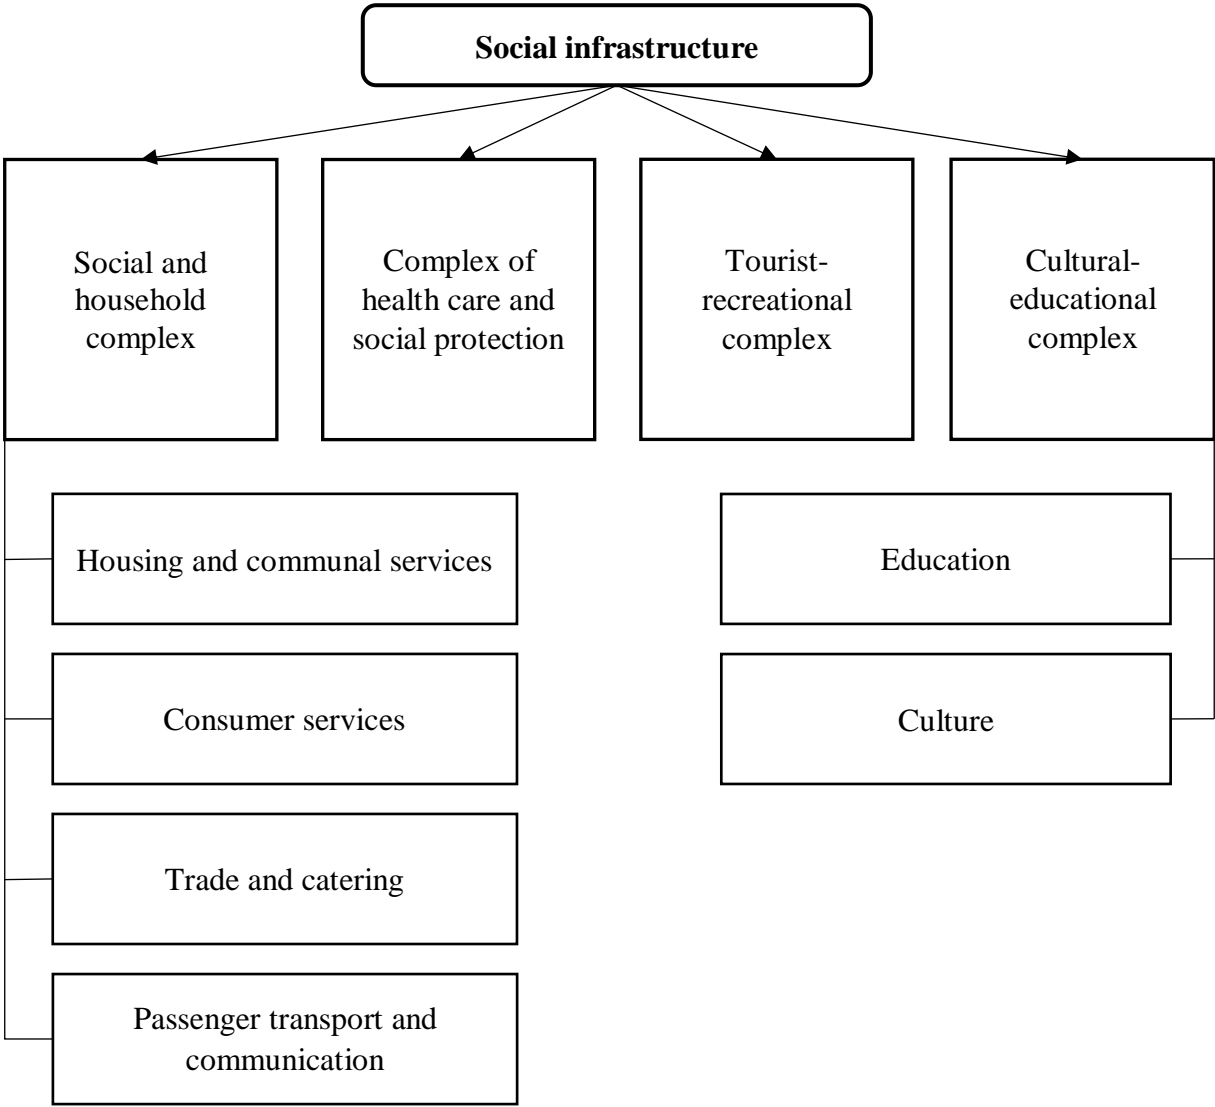 Social infrastructure
Social and
household
complex
Complex of
health care and
social protection
Tourist-
recreational
complex
Cultural-
educational
complex
Housing and communal services
Education
Consumer services
Culture
Trade and catering
Passenger transport and
communication